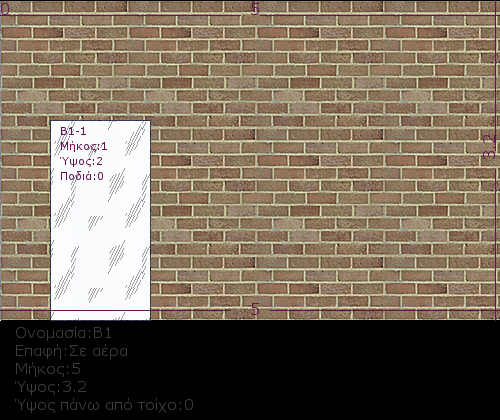 0
5
B1-1
Μήκος:1
Ύψος:2
Ποδιά:0
3.2
5
Ονομασία:B1
Επαφή:Σε αέρα
Μήκος:5
Ύψος:3.2
Ύψος πάνω από τοίχο:0